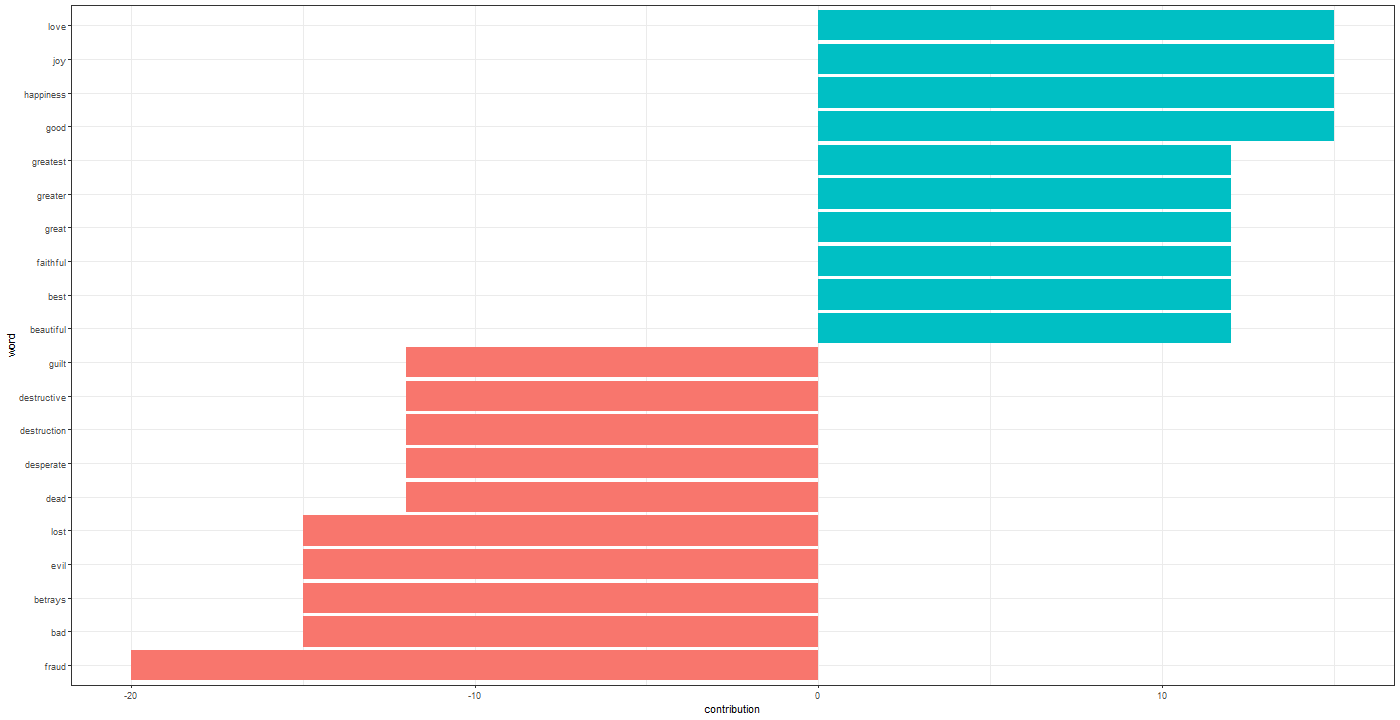 love
joy
happiness
good
greatest
greater
great
faithful
best
beautiful
guilt
destructive
destruction
desperate
dead
lost
evil
betrays
bad
fraud
word
-20 -10 0 10
contribution